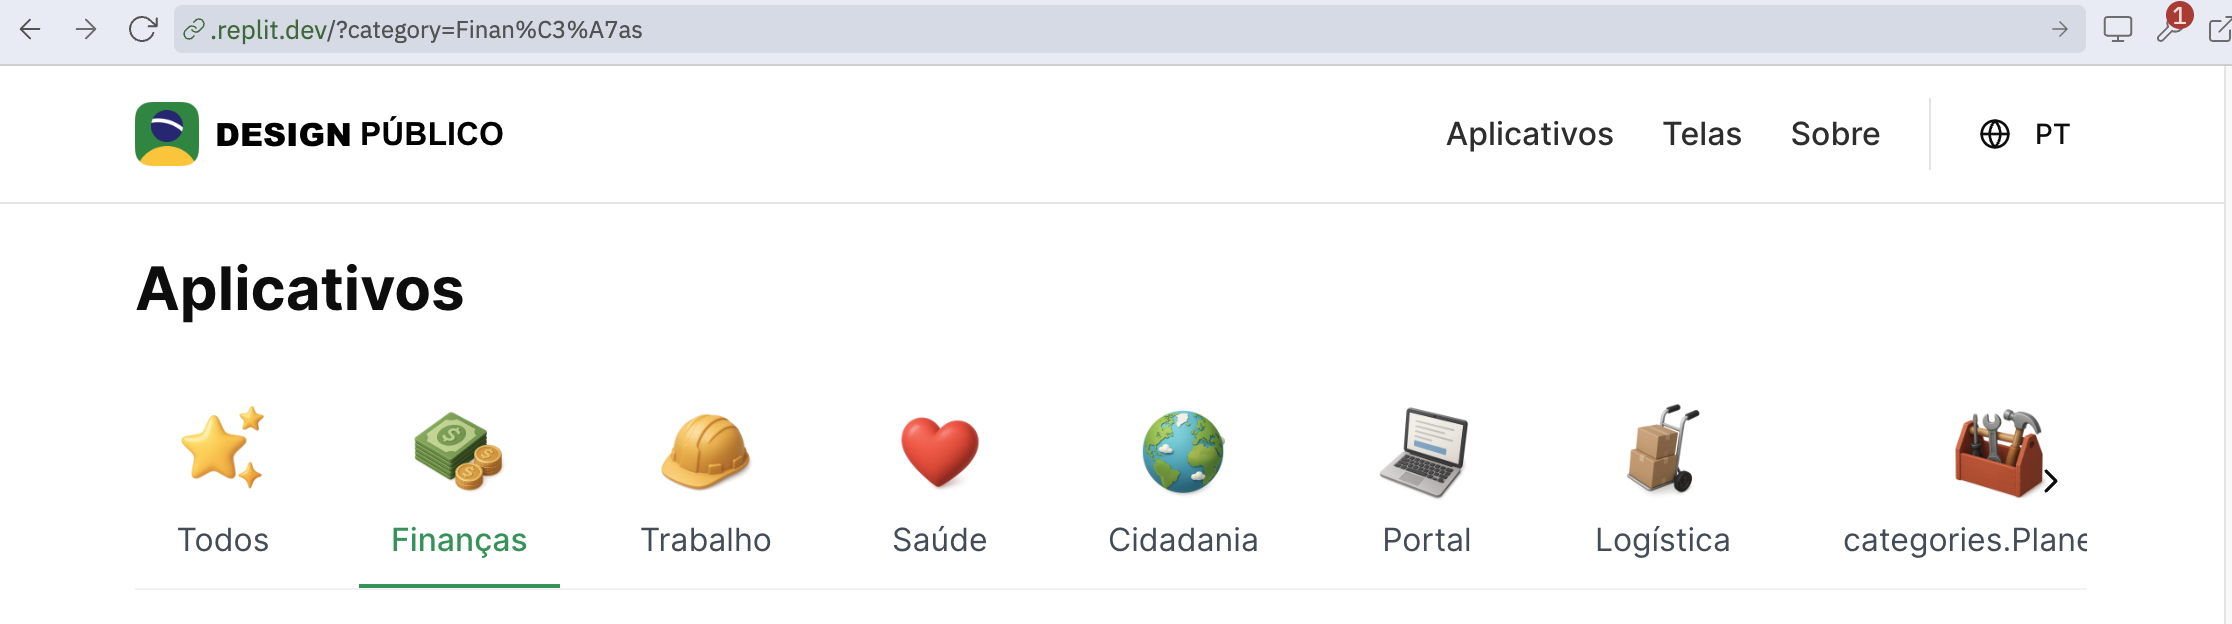 .replit.dev/?category=Finan%C3%A7as
1
DESIGN PÚBLICO
Aplicativos Telas Sobre PT
Aplicativos
Todos Finanças Trabalho Saúde Cidadania Portal Logística categories.Plane